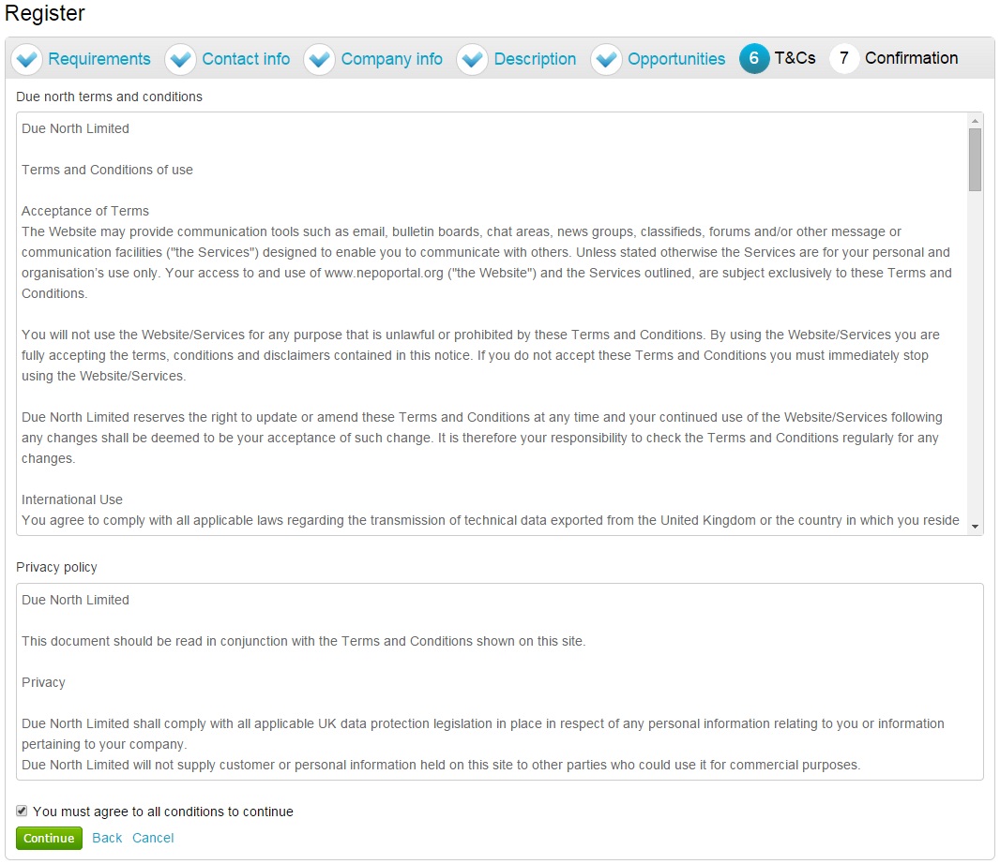 Register
Requirements Contact info Company info Description Opportunities 6 T&Cs 7 Confirmation
Due north terms and conditions
Due North Limited
Terms and Conditions of use
Acceptance of Terms
The Website may provide communication tools such as email, bulletin boards, chat areas, news groups, classifieds, forums and/or other message or
communication facilities ("the Services") designed to enable you to communicate with others. Unless stated otherwise the Services are for your personal and
organisation's use only. Your access to and use of www.nepoportal.org ("the Website") and the Services outlined, are subject exclusively to these Terms and
Conditions.
You will not use the Website/Services for any purpose that is unlawful or prohibited by these Terms and Conditions. By using the Website/Services you are
fully accepting the terms, conditions and disclaimers contained in this notice. If you do not accept these Terms and Conditions you must immediately stop
using the Website/Services.
Due North Limited reserves the right to update or amend these Terms and Conditions at any time and your continued use of the Website/Services following
any changes shall be deemed to be your acceptance of such change. It is therefore your responsibility to check the Terms and Conditions regularly for any
changes.
International Use
You agree to comply with all applicable laws regarding the transmission of technical data exported from the United Kingdom or the country in which you reside
Privacy policy
Due North Limited
This document should be read in conjunction with the Terms and Conditions shown on this site.
Privacy
Due North Limited shall comply with all applicable UK data protection legislation in place in respect of any personal information relating to you or information
pertaining to your company.
Due North Limited will not supply customer or personal information held on this site to other parties who could use it for commercial purposes.
You must agree to all conditions to continue
Continue Back Cancel